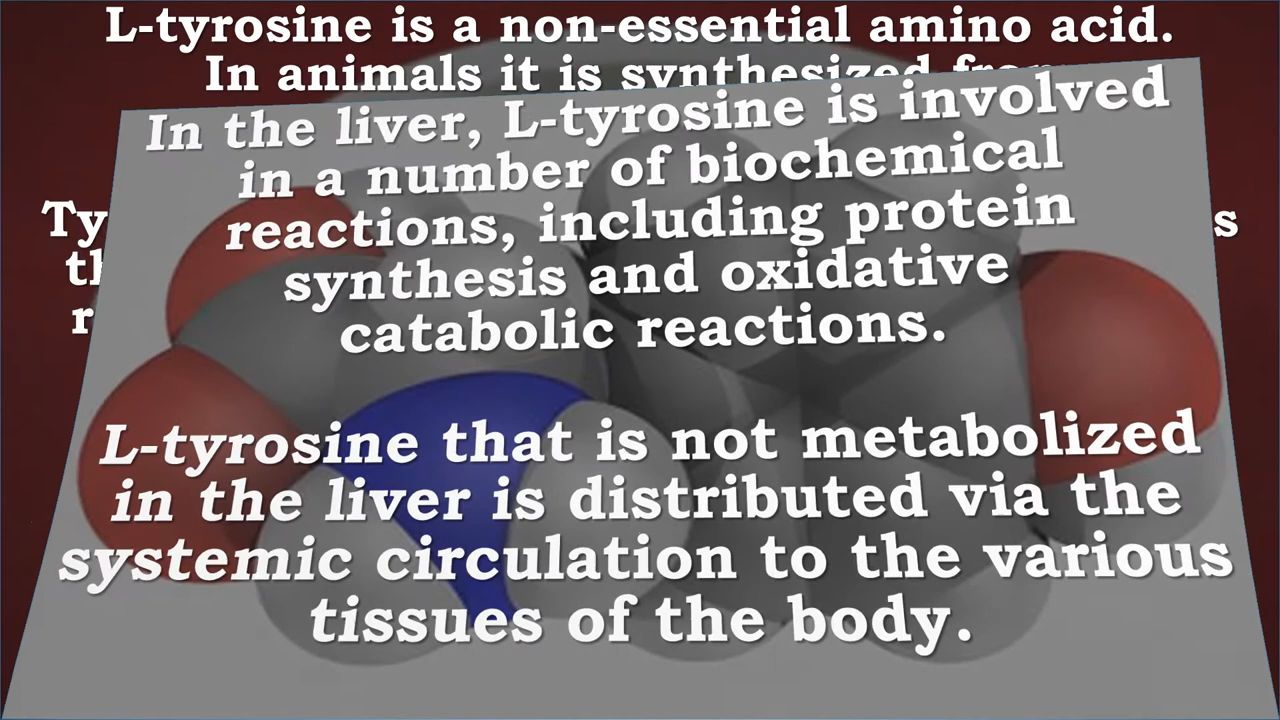 L-tyrosine is a non-essential amino acid.
In animals it is synthesized from
In the liver, L-tyrosine is involved
in a number of biochemical
reactions, including protein
synthesis and oxidative
catabolic reactions.
L-tyrosine that is not metabolized
in the liver is distributed via the
systemic circulation to the various
tissues of the body.